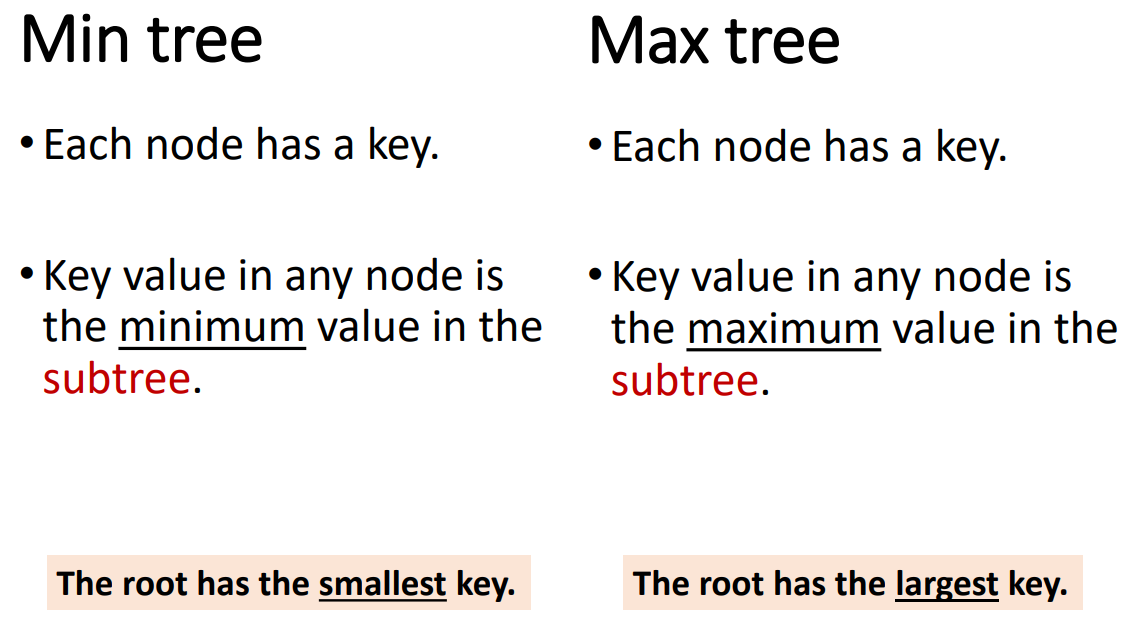 Min tree
• Each node has a key.
• Key value in any node is
the minimum value in the
subtree.
The root has the smallest key.
Max tree
• Each node has a key.
• Key value in any node is
the maximum value in the
subtree.
The root has the largest key.